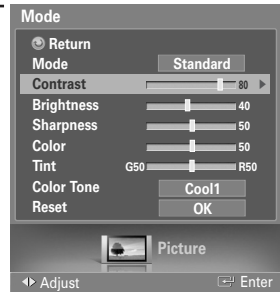 Mode
Return
Mode Standard
Contrast 80
Brightness 40
Sharpness 50
Color 50
Tint G50 R50
Color Tone Cool1
Reset OK
Picture
Adjust Enter